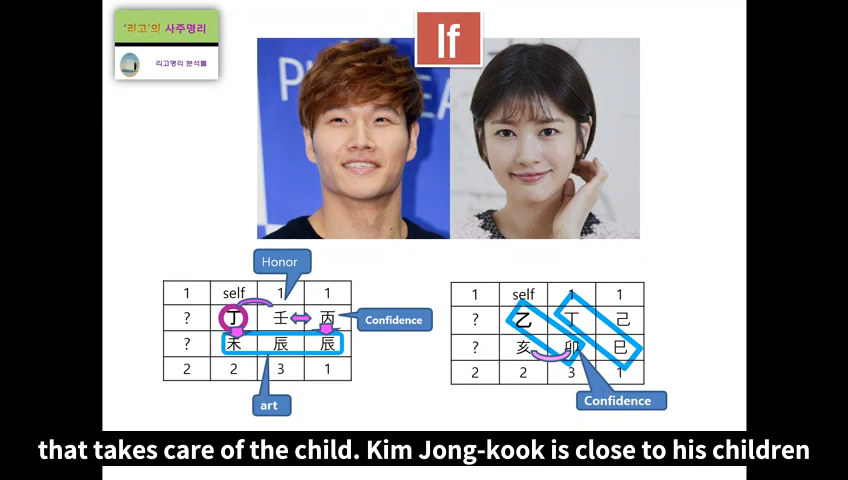 '리고'의 사주명리
리고명리 분석틀
If
Honor
1 self 1 1
? 丁 壬 丙
? 未 辰 辰
2 2 3 1
Confidence
art
1 self 1 1
? 乙 丁 己
? 亥 卯 巳
2 2 3 1
Confidence
that takes care of the child. Kim Jong-kook is close to his children